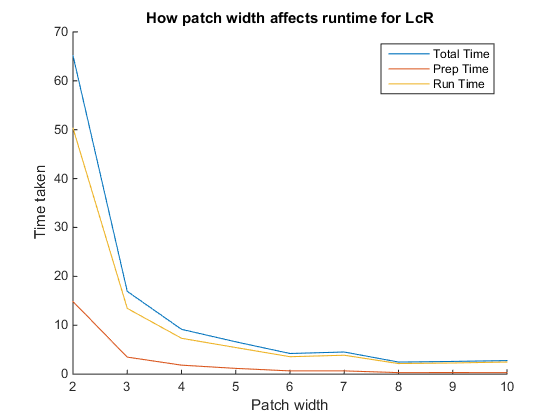 How patch width affects runtime for LcR
Total Time
Prep Time
Run Time
70
60
50
40
30
20
10
0
Time taken
2 3 4 5 6 7 8 9 10
Patch width